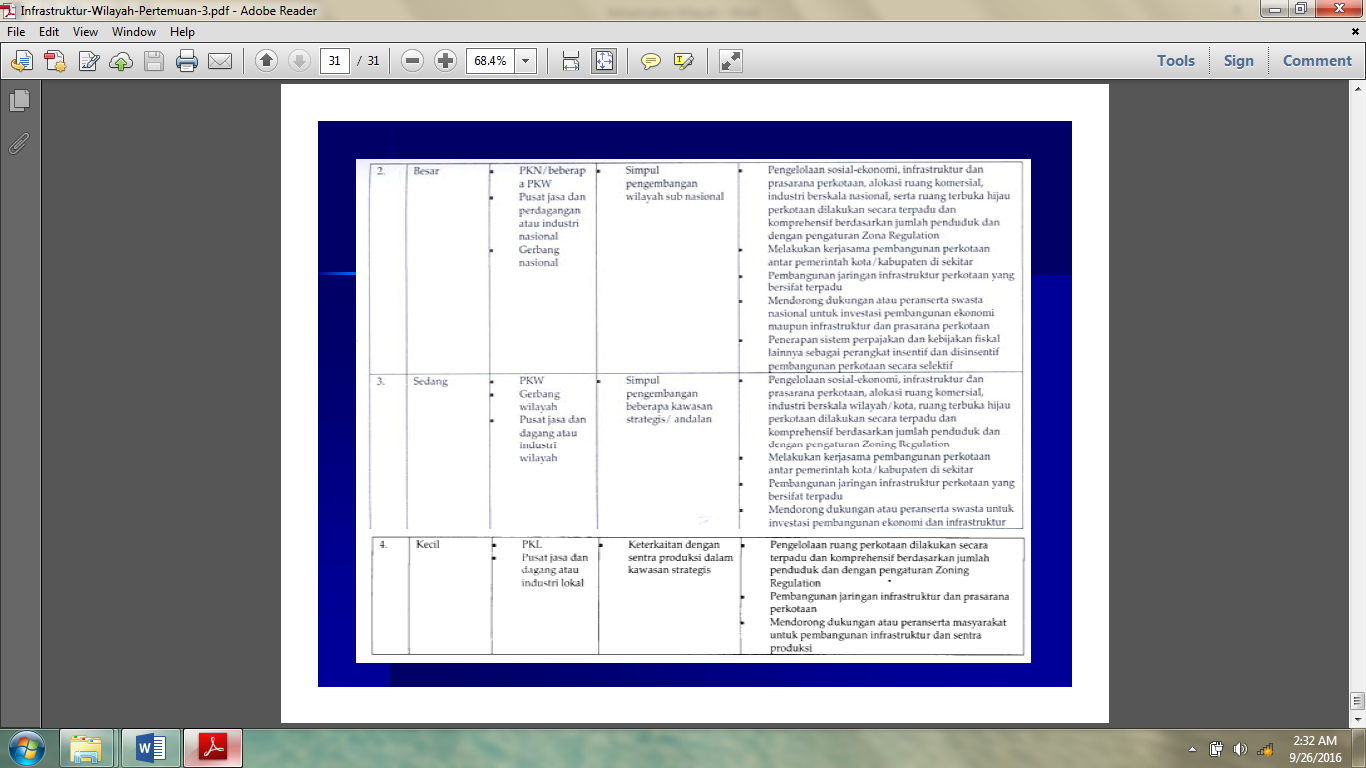 Infrastruktur-Wilayah-Pertemuan-3.pdf - Adobe Reader
File Edit View Window Help
31 / 31
68.4%
Tools Sign Comment
2.
Besar
PKN/beberap
a PKW
Pusat jasa dan
perdagangan
atau industri
nasional
Gerbang
nasional
Simpul
pengembangan
wilayah sub nasional
Pengelolaan sosial-ekonomi, infrastruktur dan
prasarana perkotaan, alokasi ruang komersial,
industri berskala nasional, serta ruang terbuka hijau
perkotaan dilakukan secara terpadu dan
komprehensif berdasarkan jumlah penduduk dan
dengan pengaturan Zona Regulation
Melakukan kerjasama pembangunan perkotaan
antar pemerintah kota/kabupaten di sekitar
Pembangunan jaringan infrastruktur perkotaan yang
bersifat terpadu
Mendorong dukungan atau peranserta swasta
nasional untuk investasi pembangunan ekonomi
maupun infrastruktur dan prasarana perkotaan
Penerapan sistem perpajakan dan kebijakan fiskal
lainnya sebagai perangkat insentif dan disinsentif
pembangunan perkotaan secara selektif
3.
Sedang
PKW
Gerbang
wilayah
Pusat jasa dan
dagang atau
industri
wilayah
Simpul
pengembangan
beberapa kawasan
strategis/ andalan
Pengelolaan sosial-ekonomi, infrastruktur dan
prasarana perkotaan, alokasi ruang komersial,
industri berskala wilayah/kota, ruang terbuka hijau
perkotaan dilakukan secara terpadu dan
komprehensif berdasarkan jumlah penduduk dan
dengan pengaturan Zoning Regulation
Melakukan kerjasama pembangunan perkotaan
antar pemerintah kota/kabupaten di sekitar
Pembangunan jaringan infrastruktur perkotaan yang
bersifat terpadu
Mendorong dukungan atau peranserta swasta untuk
investasi pembangunan ekonomi dan infrastruktur
4.
Kecil
PKL
Pusat jasa dan
dagang atau
industri lokal
Keterkaitan dengan
sentra produksi dalam
kawasan strategis
Pengelolaan ruang perkotaan dilakukan secara
terpadu dan komprehensif berdasarkan jumlah
penduduk dan dengan pengaturan Zoning
Regulation
Pembangunan jaringan infrastruktur dan prasarana
perkotaan
Mendorong dukungan atau peranserta masyarakat
untuk pembangunan infrastruktur dan sentra
produksi
2:32 AM
9/26/2016